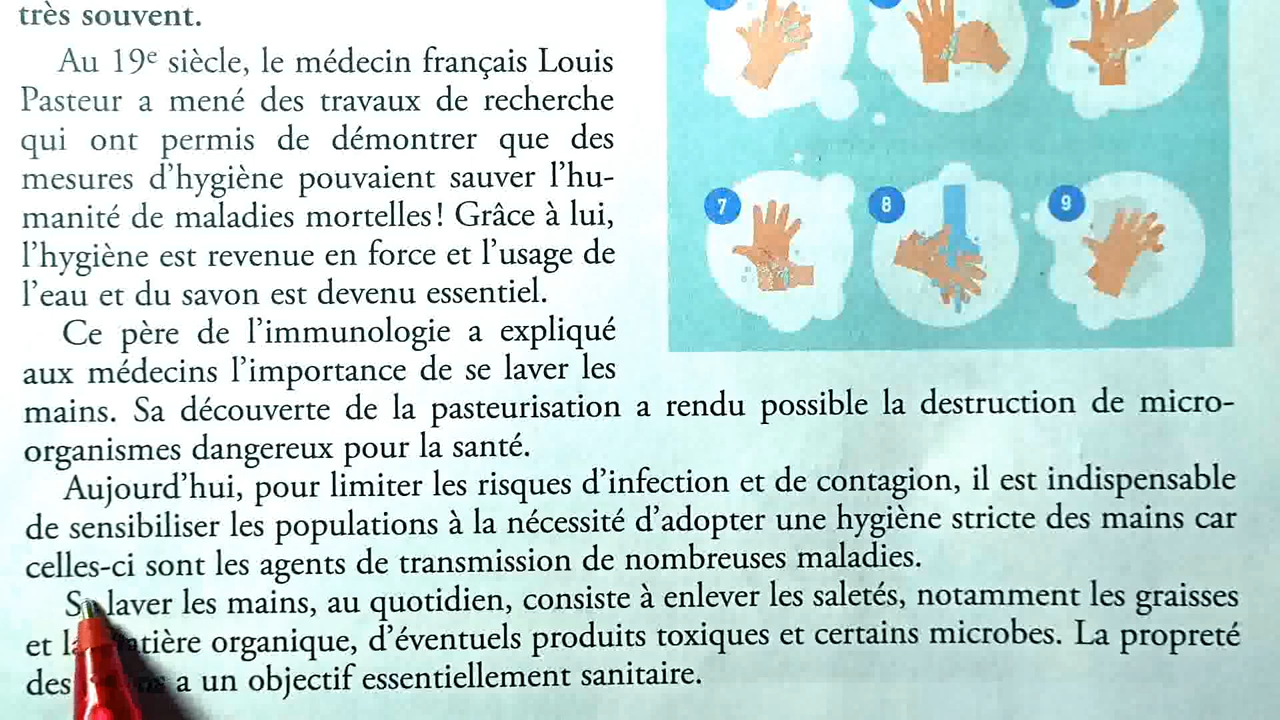 très souvent.
Au 19e siècle, le médecin français Louis
Pasteur a mené des travaux de recherche
qui ont permis de démontrer que des
mesures d'hygiène pouvaient sauver l'hu-
manité de maladies mortelles! Grâce à lui,
l'hygiène est revenue en force et l'usage de
l'eau et du savon est devenu essentiel.
Ce père de l'immunologie a expliqué
aux médecins l'importance de se laver les
mains. Sa découverte de la pasteurisation a rendu possible la destruction de micro-
organismes dangereux pour la santé.
Aujourd'hui, pour limiter les risques d'infection et de contagion, il est indispensable
de sensibiliser les populations à la nécessité d'adopter une hygiène stricte des mains car
celles-ci sont les agents de transmission de nombreuses maladies.
Se laver les mains, au quotidien, consiste à enlever les saletés, notamment les graisses
et la matière organique, d'éventuels produits toxiques et certains microbes. La propreté
des a un objectif essentiellement sanitaire.
7
8
9